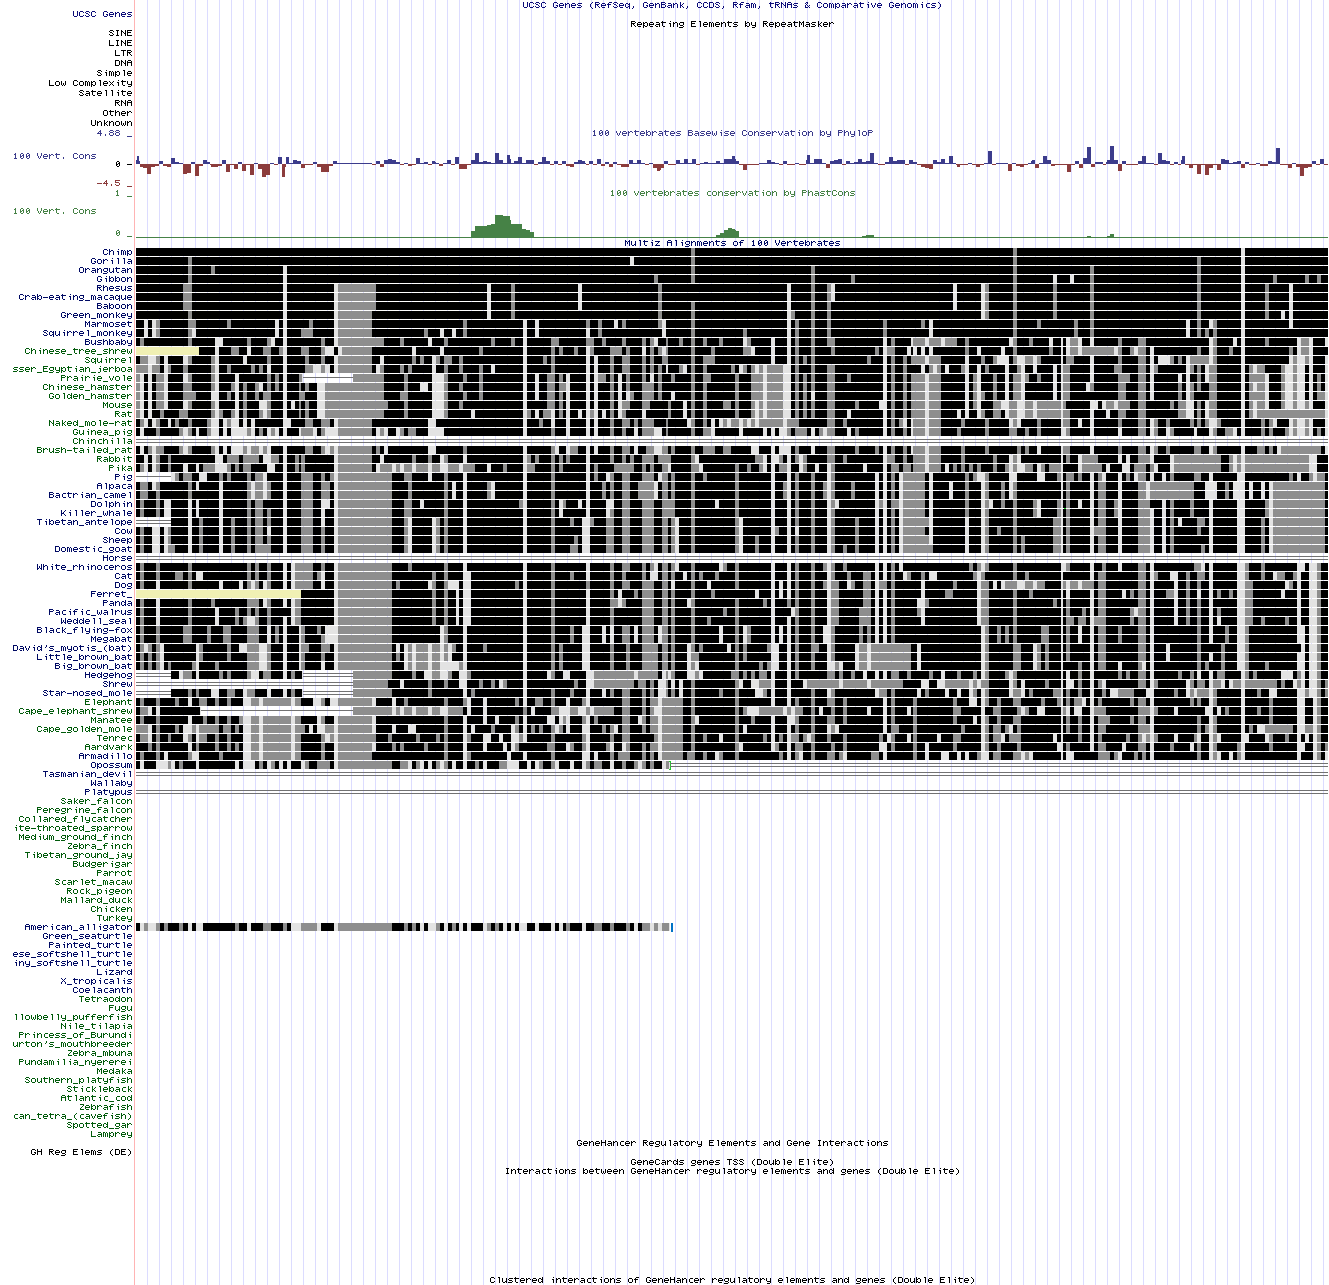 UCSC Genes (RefSeq, GenBank, CCDS, Rfam, tRNAs & Comparative Genomics)
UCSC Genes
Repeating Elements by RepeatMasker
SINE
LINE
LTR
DNA
Simple
Low Complexity
Satellite
RNA
Other
Unknown
100 vertebrates Basewise Conservation by PhyloP
4.88 _
100 Vert. Cons
0 -
-4.5 _
100 vertebrates conservation by PhastCons
1 _
100 Vert. Cons
0 _
Multiz Alignments of 100 Vertebrates
Chimp
Gorilla
Orangutan
Gibbon
Rhesus
Crab-eating_macaque
Baboon
Green_monkey
Marmoset
Squirrel_monkey
Bushbaby
Chinese_tree_shrew
Squirrel
sser_Egyptian_jerboa
Prairie_vole
Chinese_hamster
Golden_hamster
Mouse
Rat
Naked_mole-rat
Guinea_pig
Chinchilla
Brush-tailed_rat
Rabbit
Pika
Pig
Alpaca
Bactrian_camel
Dolphin
Killer_whale
Tibetan_antelope
Cow
Sheep
Domestic_goat
Horse
White_rhinoceros
Cat
Dog
Ferret_
Panda
Pacific_walrus
Weddell_seal
Black_flying-fox
Megabat
David's_myotis_(bat)
Little_brown_bat
Big_brown_bat
Hedgehog
Shrew
Star-nosed_mole
Elephant
Cape_elephant_shrew
Manatee
Cape_golden_mole
Tenrec
Aardvark
Armadillo
Opossum
Tasmanian_devil
Wallaby
Platypus
Saker_falcon
Peregrine_falcon
Collared_flycatcher
ite-throated_sparrow
Medium_ground_finch
Zebra_finch
Tibetan_ground_jay
Budgerigar
Parrot
Scarlet_macaw
Rock_pigeon
Mallard_duck
Chicken
Turkey
American_alligator
Green_seaturtle
Painted_turtle
ese_softshell_turtle
iny_softshell_turtle
Lizard
X_tropicalis
Coelacanth
Tetraodon
Fugu
llowbelly_pufferfish
Nile_tilapia
Princess_of_Burundi
urton's_mouthbreeder
Zebra_mbuna
Pundamilia_nyererei
Medaka
Southern_platyfish
Stickleback
Atlantic_cod
Zebrafish
can_tetra_(cavefish)
Spotted_gar
Lamprey
GeneHancer Regulatory Elements and Gene Interactions
GH Reg Elems (DE)
GeneCards genes TSS (Double Elite)
Interactions between GeneHancer regulatory elements and genes (Double Elite)
Clustered interactions of GeneHancer regulatory elements and genes (Double Elite)